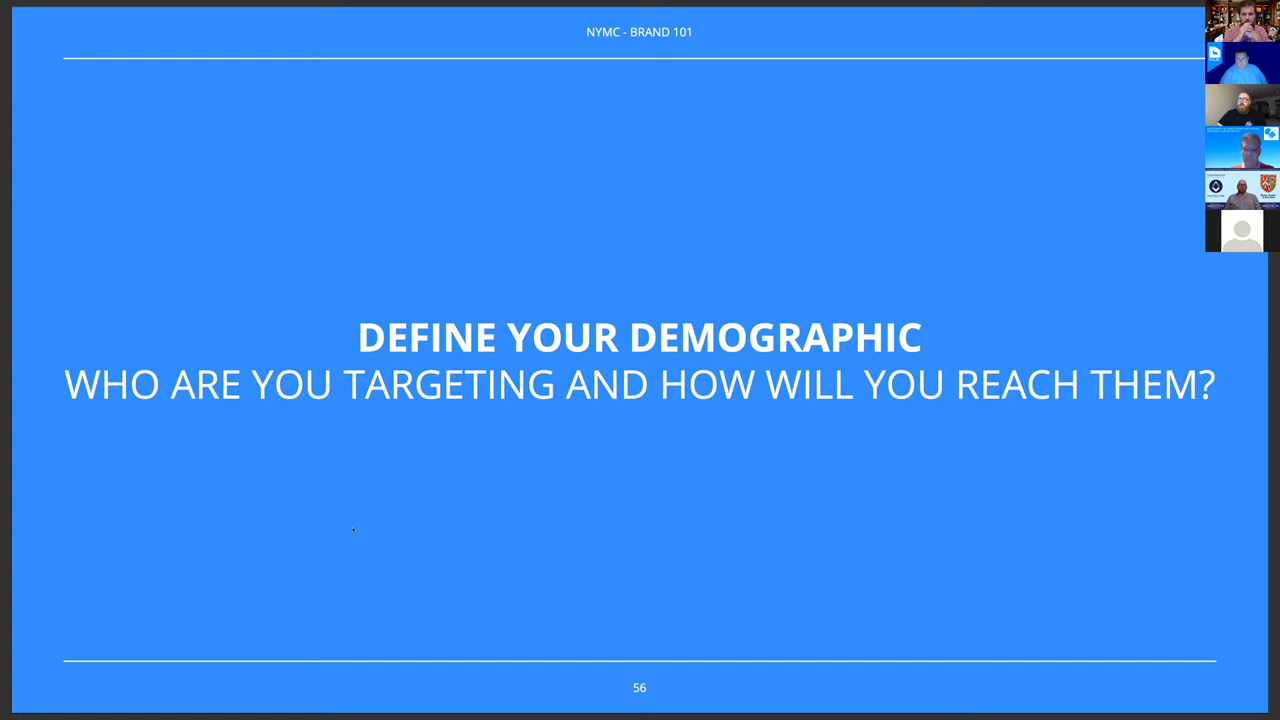 NYMC - BRAND 101
DEFINE YOUR DEMOGRAPHIC
WHO ARE YOU TARGETING AND HOW WILL YOU REACH THEM?
56